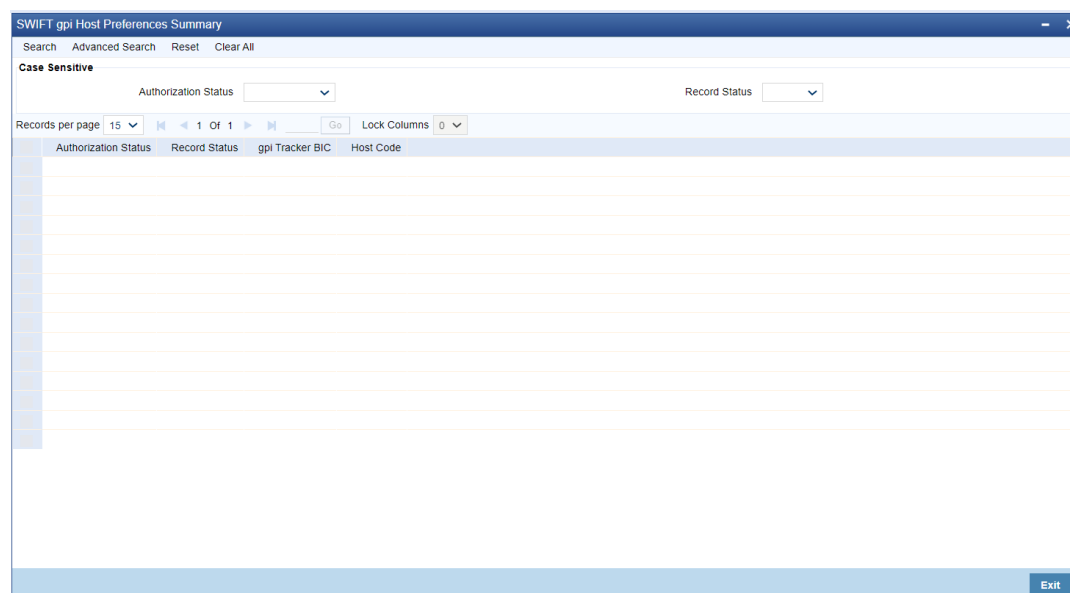 SWIFT gpi Host Preferences Summary
Search Advanced Search Reset Clear All
Case Sensitive
Authorization Status Record Status
Records per page 15 1 Of 1 Go Lock Columns 0
Authorization Status Record Status gpi Tracker BIC Host Code
Exit